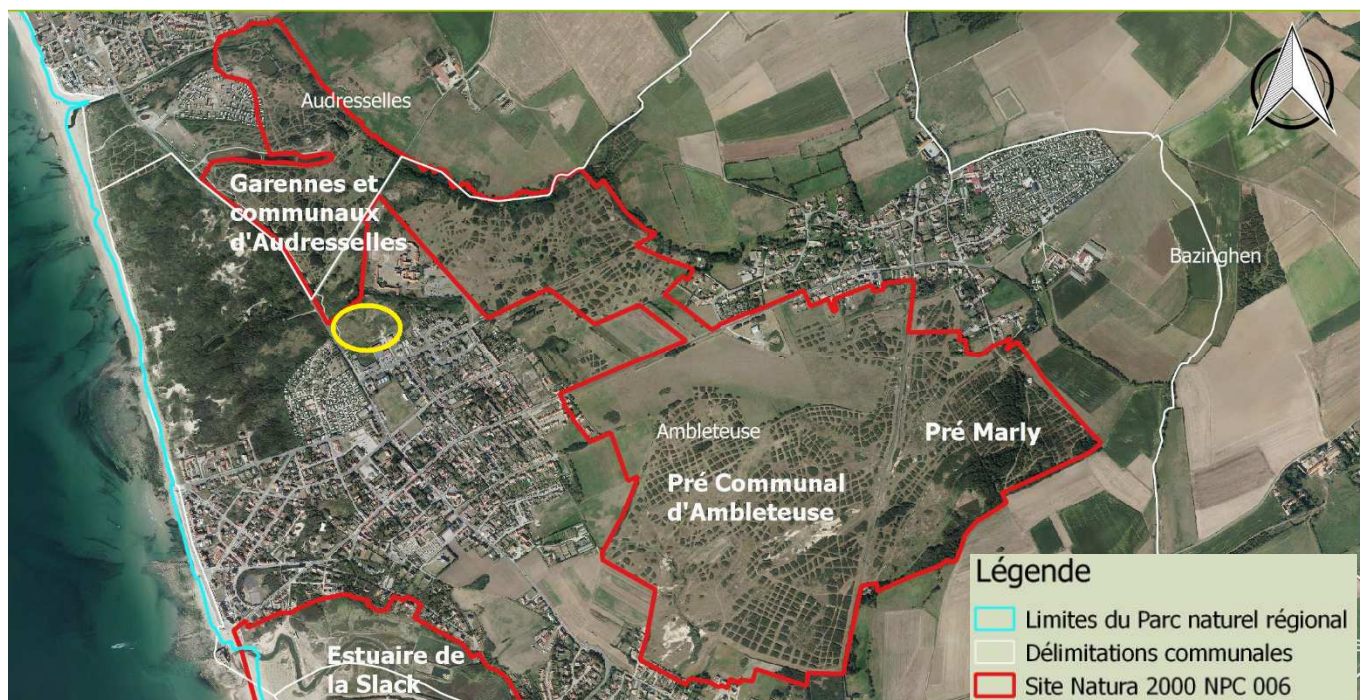 Audresselles
Garennes et
communaux
d'Audresselles
Bazinghen
Ambleteuse
Pré Marly
Pré Communal
d'Ambleteuse
Estuaire de
la Slack
Légende
Limites du Parc naturel régional
Délimitations communales
Site Natura 2000 NPC 006